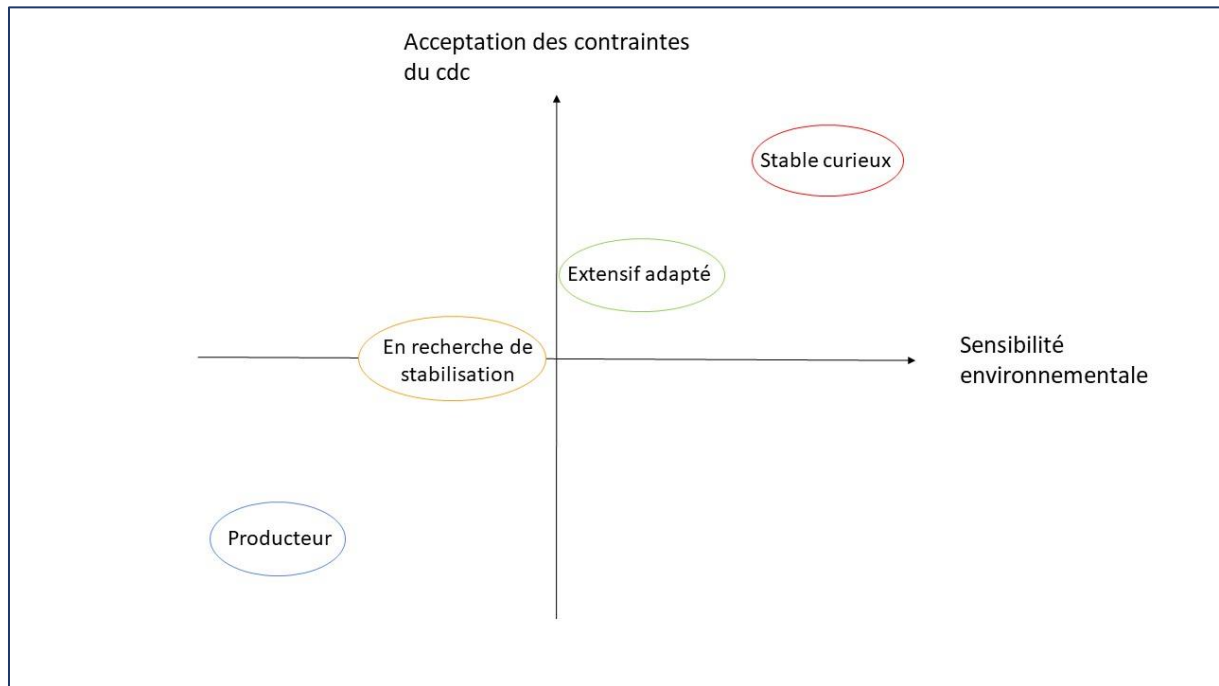 Acceptation des contraintes
du cdc
Stable curieux
Extensif adapté
En recherche de
stabilisation
Sensibilité
environnementale
Producteur